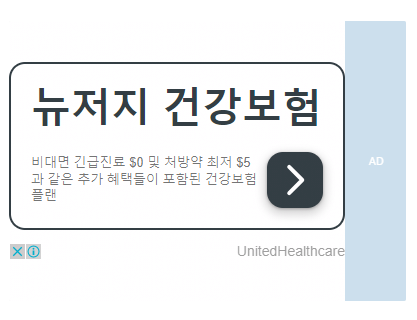 뉴저지 건강보험
비대면 긴급진료 $0 및 처방약 최저 $5
과 같은 추가 혜택들이 포함된 건강보험
플랜
AD
UnitedHealthcare